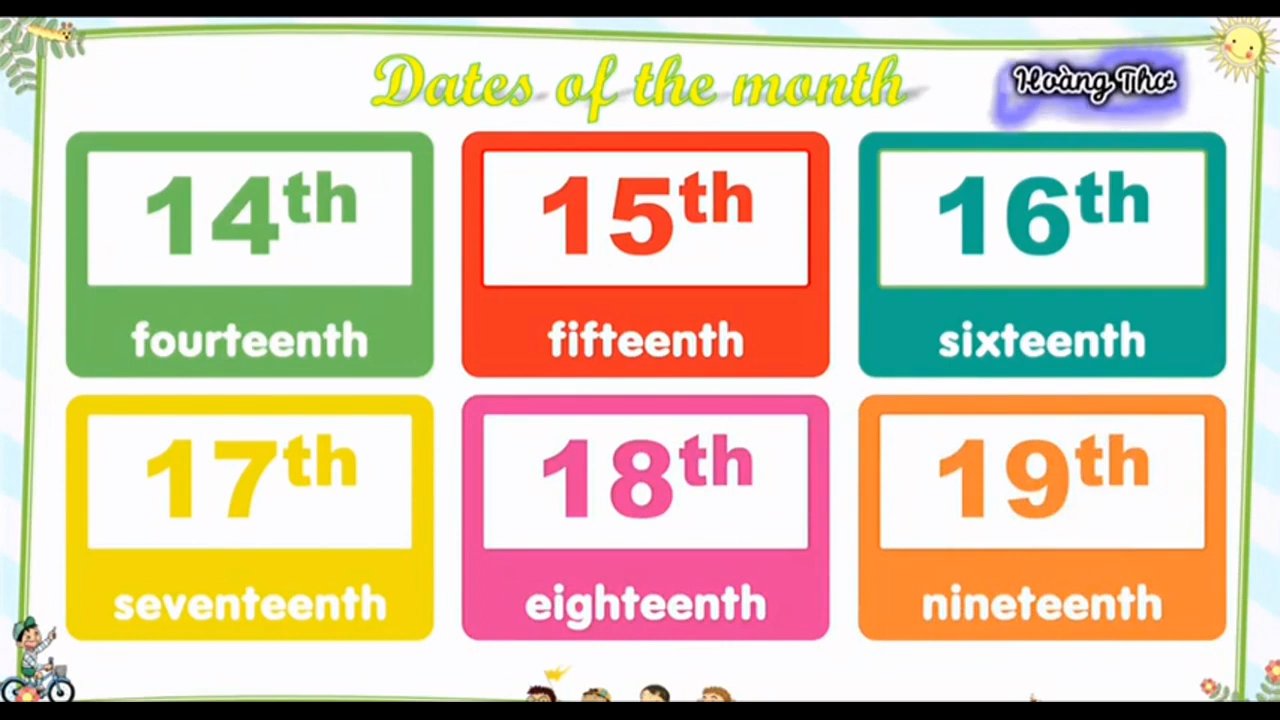 Dates of the month
Hoàng Thơ
14th
15th
16th
fourteenth
fifteenth
sixteenth
17th
18th
19th
seventeenth
eighteenth
nineteenth